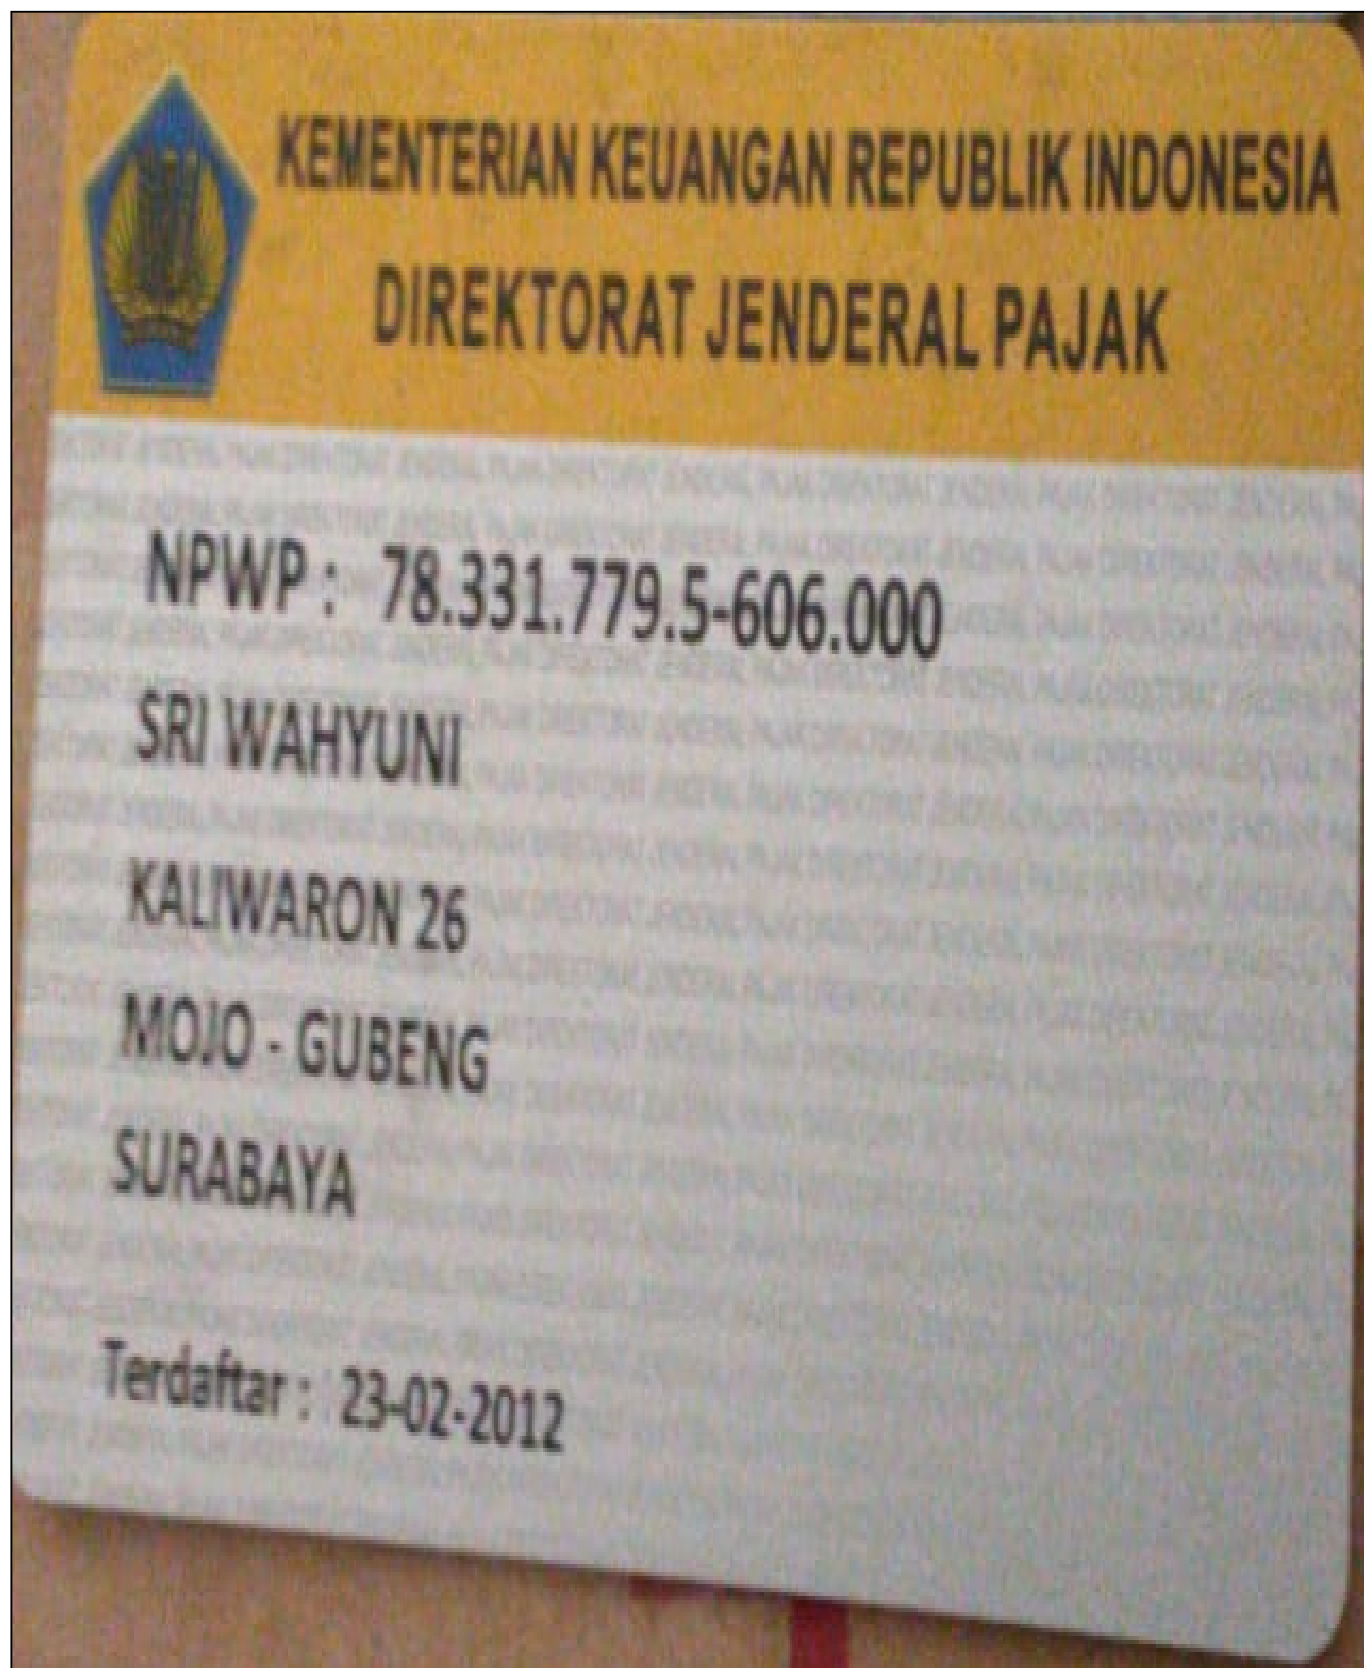 KEMENTERIAN KEUANGAN REPUBLIK INDONESIA
DIREKTORAT JENDERAL PAJAK
NPWP : 78.331.779.5-606.000
SRI WAHYUNI
KALIWARON 26
MOJO - GUBENG
SURABAYA
Terdaftar : 23-02-2012